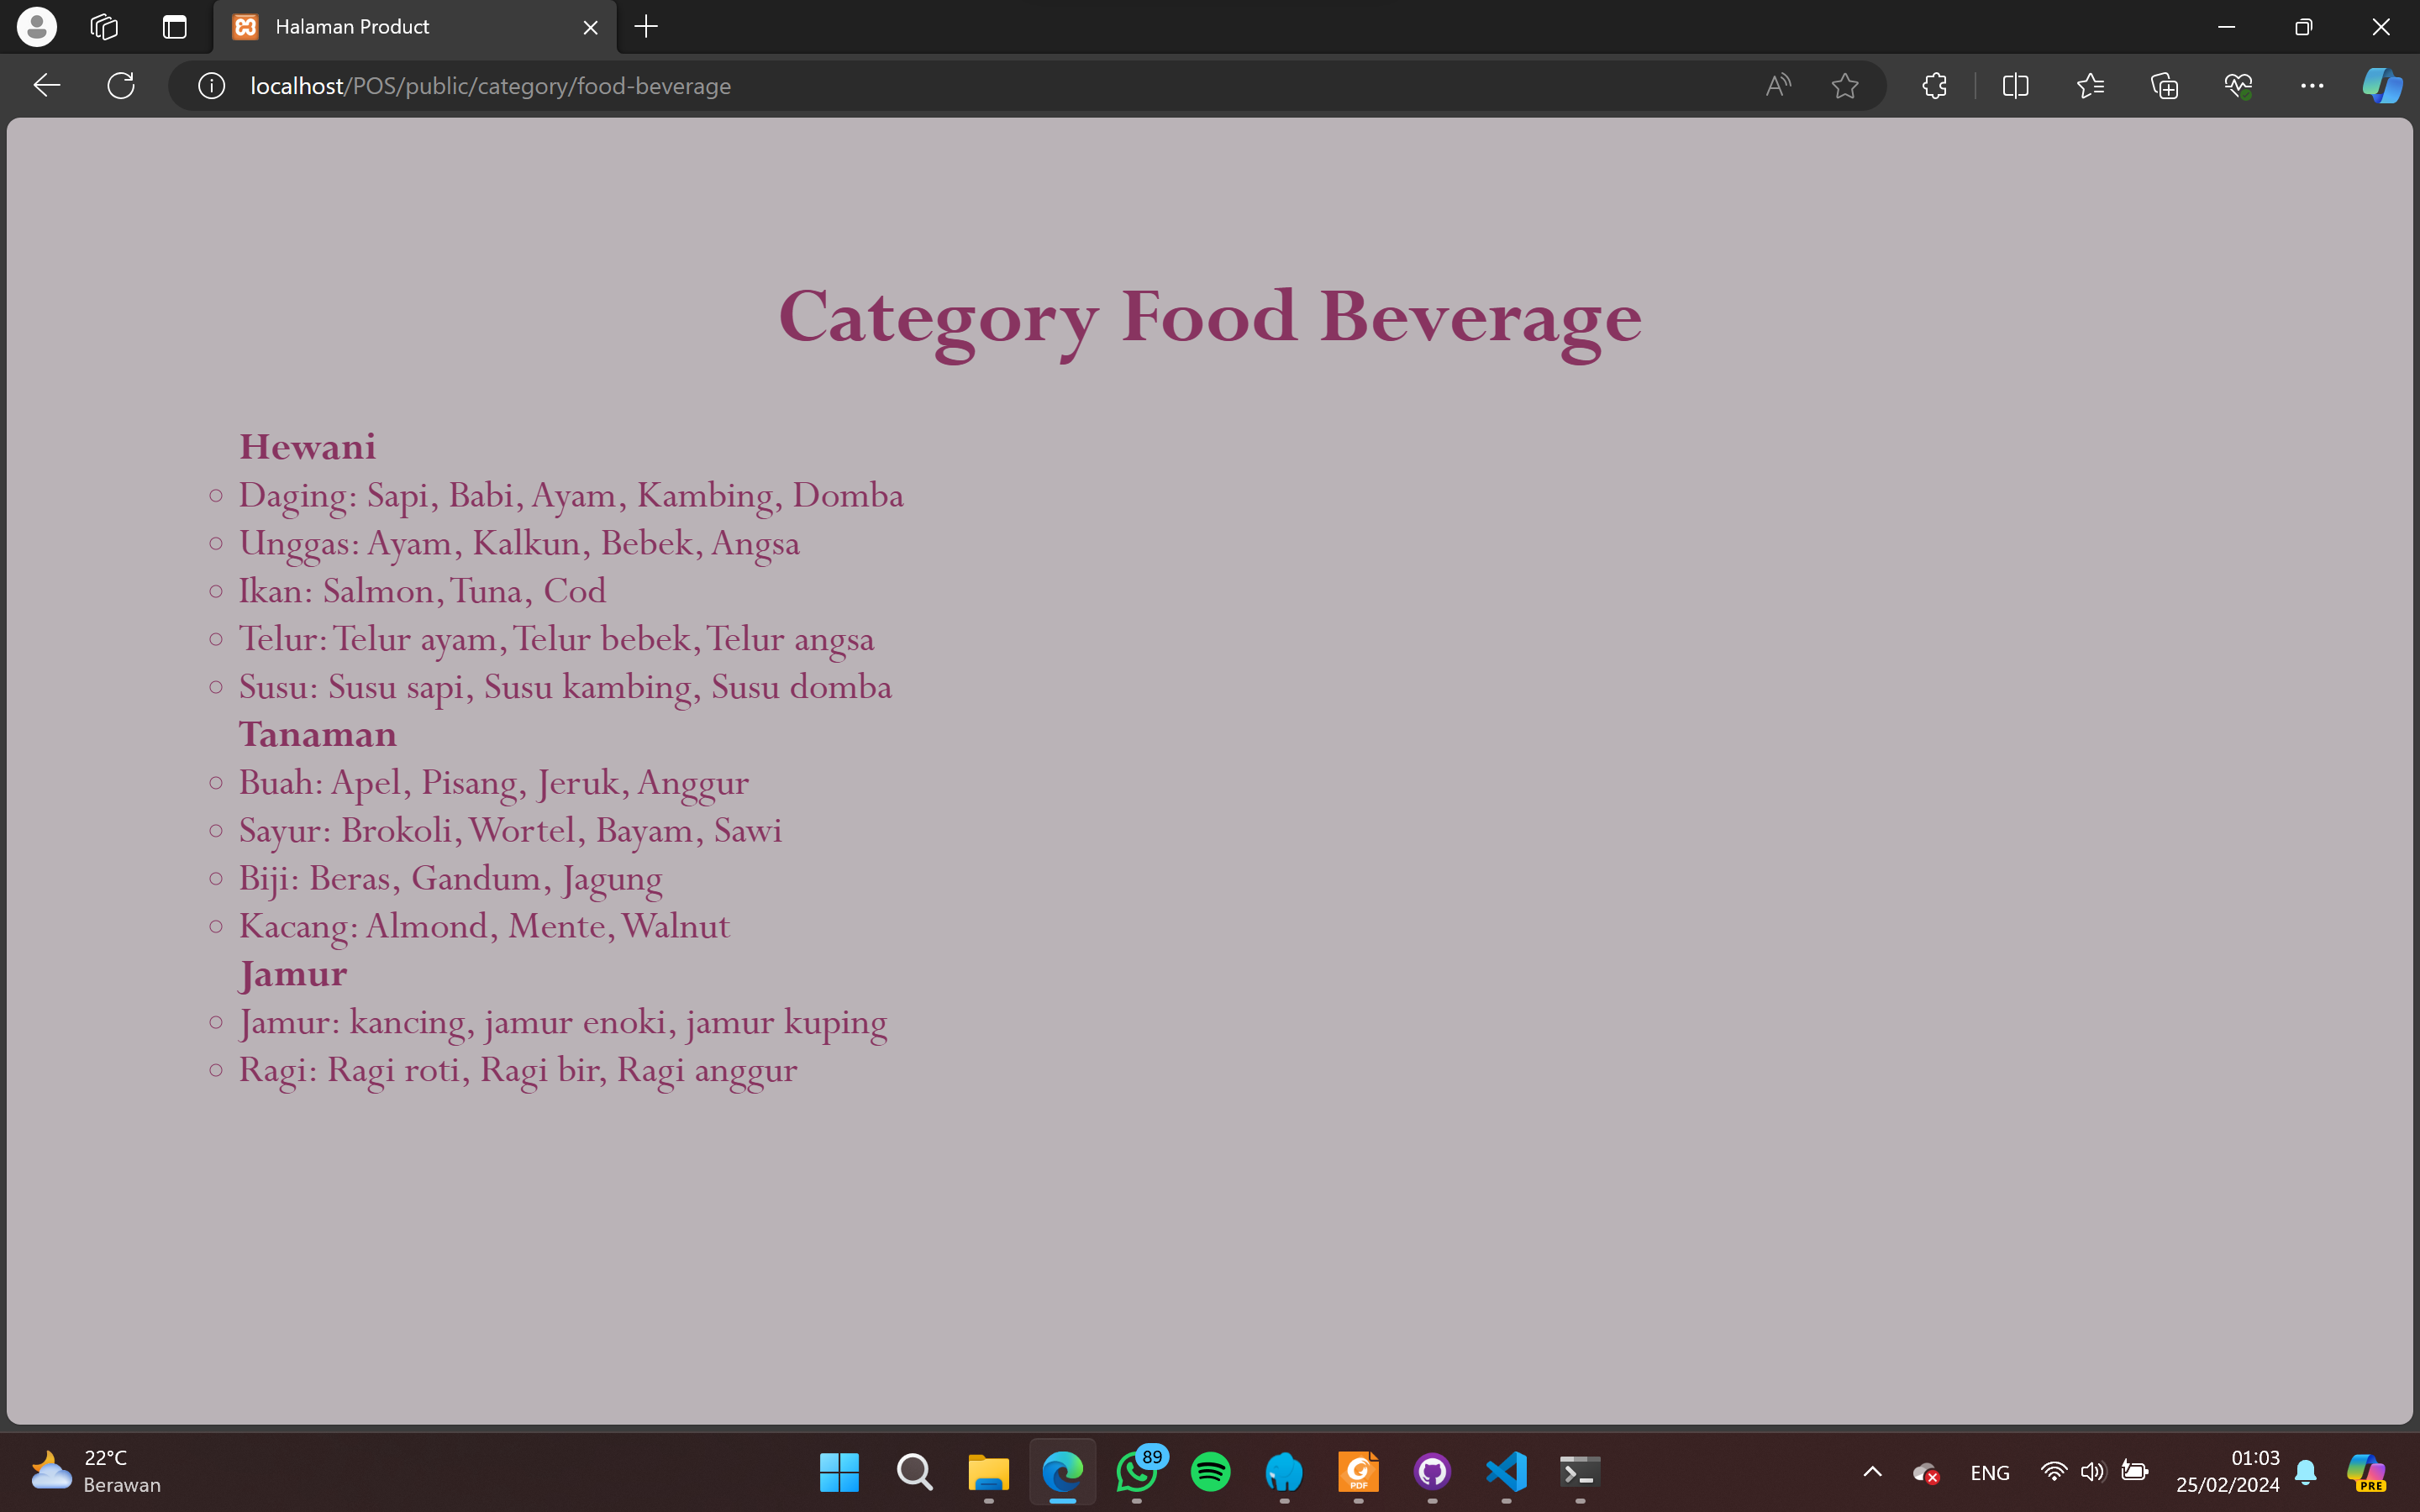 Halaman Product
localhost/POS/public/category/food-beverage
Category Food Beverage
Hewani
Daging: Sapi, Babi, Ayam, Kambing, Domba
Unggas: Ayam, Kalkun, Bebek, Angsa
Ikan: Salmon, Tuna, Cod
Telur: Telur ayam, Telur bebek, Telur angsa
Susu: Susu sapi, Susu kambing, Susu domba
Tanaman
Buah: Apel, Pisang, Jeruk, Anggur
Sayur: Brokoli, Wortel, Bayam, Sawi
Biji: Beras, Gandum, Jagung
Kacang: Almond, Mente, Walnut
Jamur
Jamur: kancing, jamur enoki, jamur kuping
Ragi: Ragi roti, Ragi bir, Ragi anggur
22°C
Berawan
89
PDF
ENG
01:03
25/02/2024
PRE